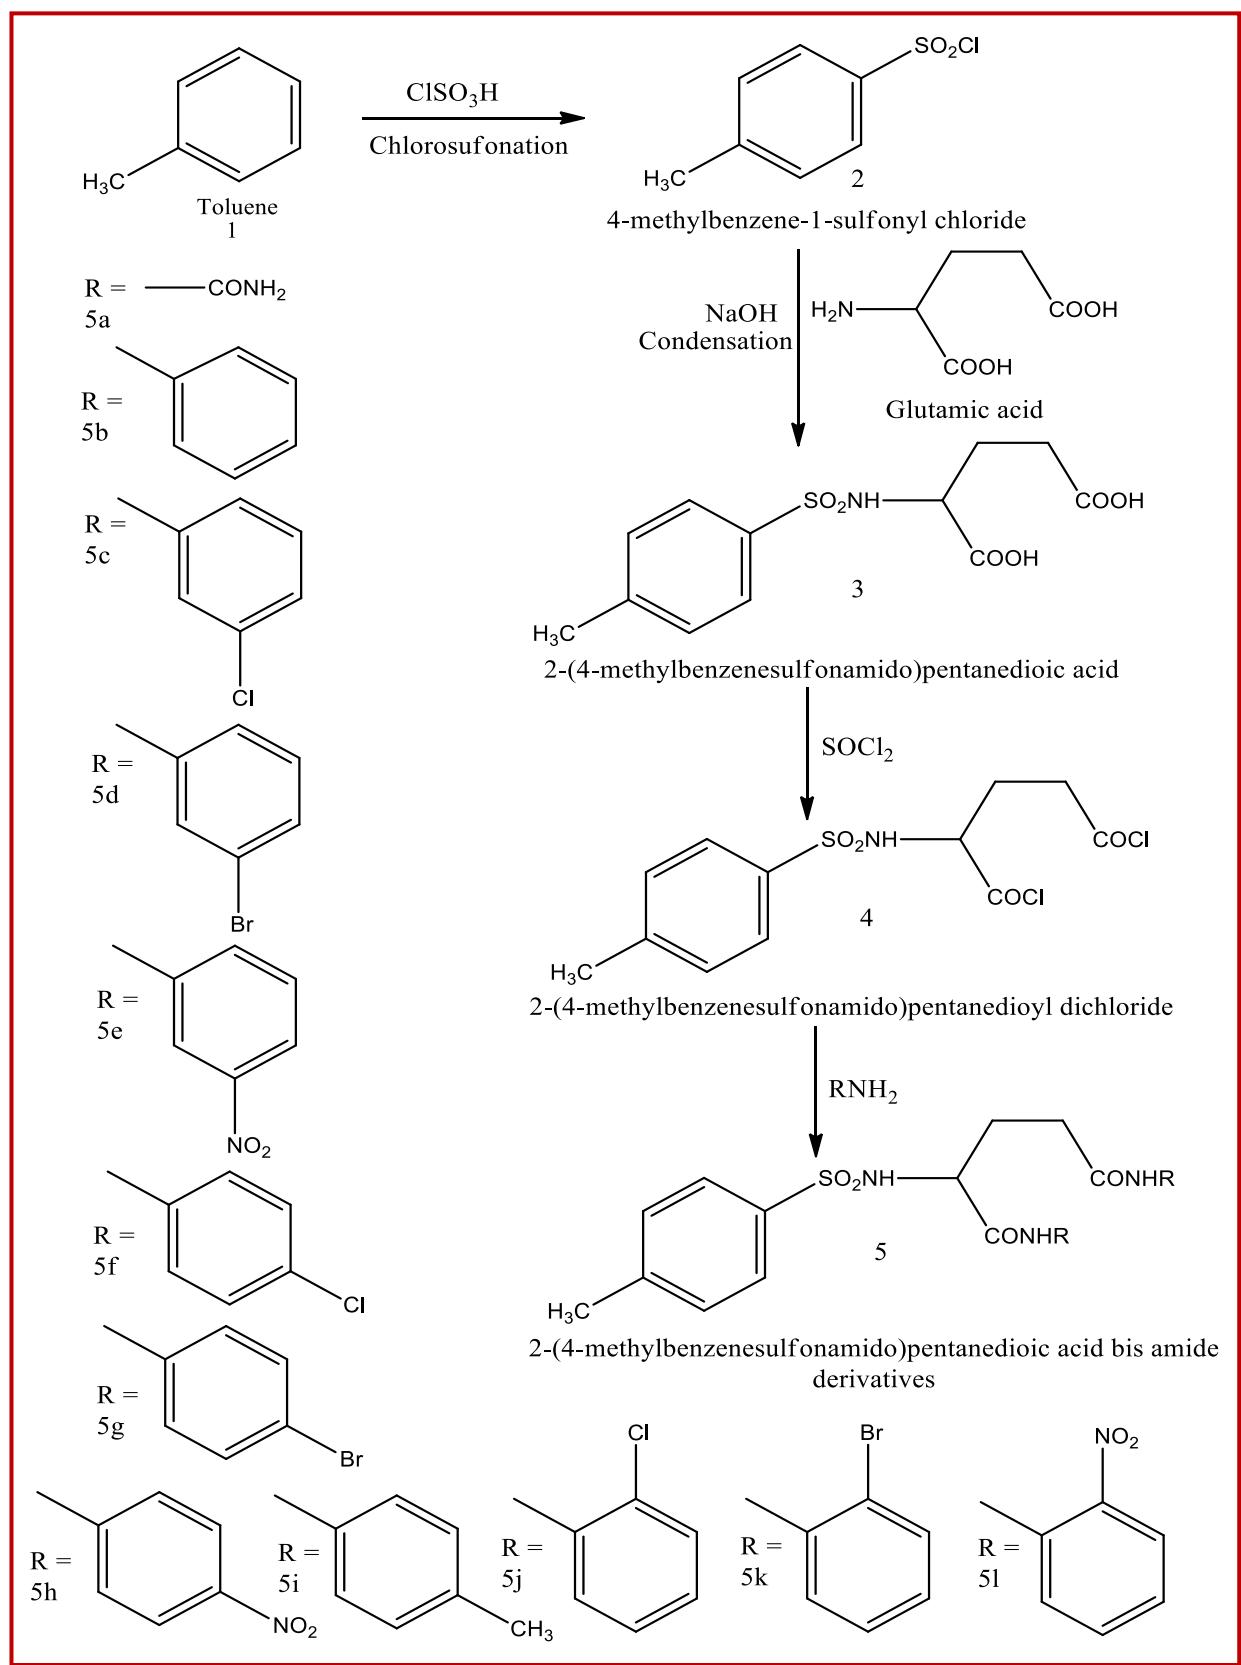 SO₂Cl
ClSO₃H
Chlorosufonation
H₃C
Toluene
1
H₃C
2
4-methylbenzene-1-sulfonyl chloride
R =
CONH₂
5a
NaOH
Condensation
H₂N
COOH
COOH
Glutamic acid
R =
5b
R =
5c
Cl
SO₂NH
COOH
COOH
3
H₃C
2-(4-methylbenzenesulfonamido)pentanedioic acid
R =
5d
Br
SOCl₂
SO₂NH
COCl
COCl
4
H₃C
2-(4-methylbenzenesulfonamido)pentanedioyl dichloride
R =
5e
NO₂
RNH₂
SO₂NH
CONHR
CONHR
5
H₃C
2-(4-methylbenzenesulfonamido)pentanedioic acid bis amide
derivatives
R =
5f
Cl
R =
5g
Br
R =
5h
NO₂
R =
5i
CH₃
Cl
R =
5j
Br
R =
5k
NO₂
R =
5l